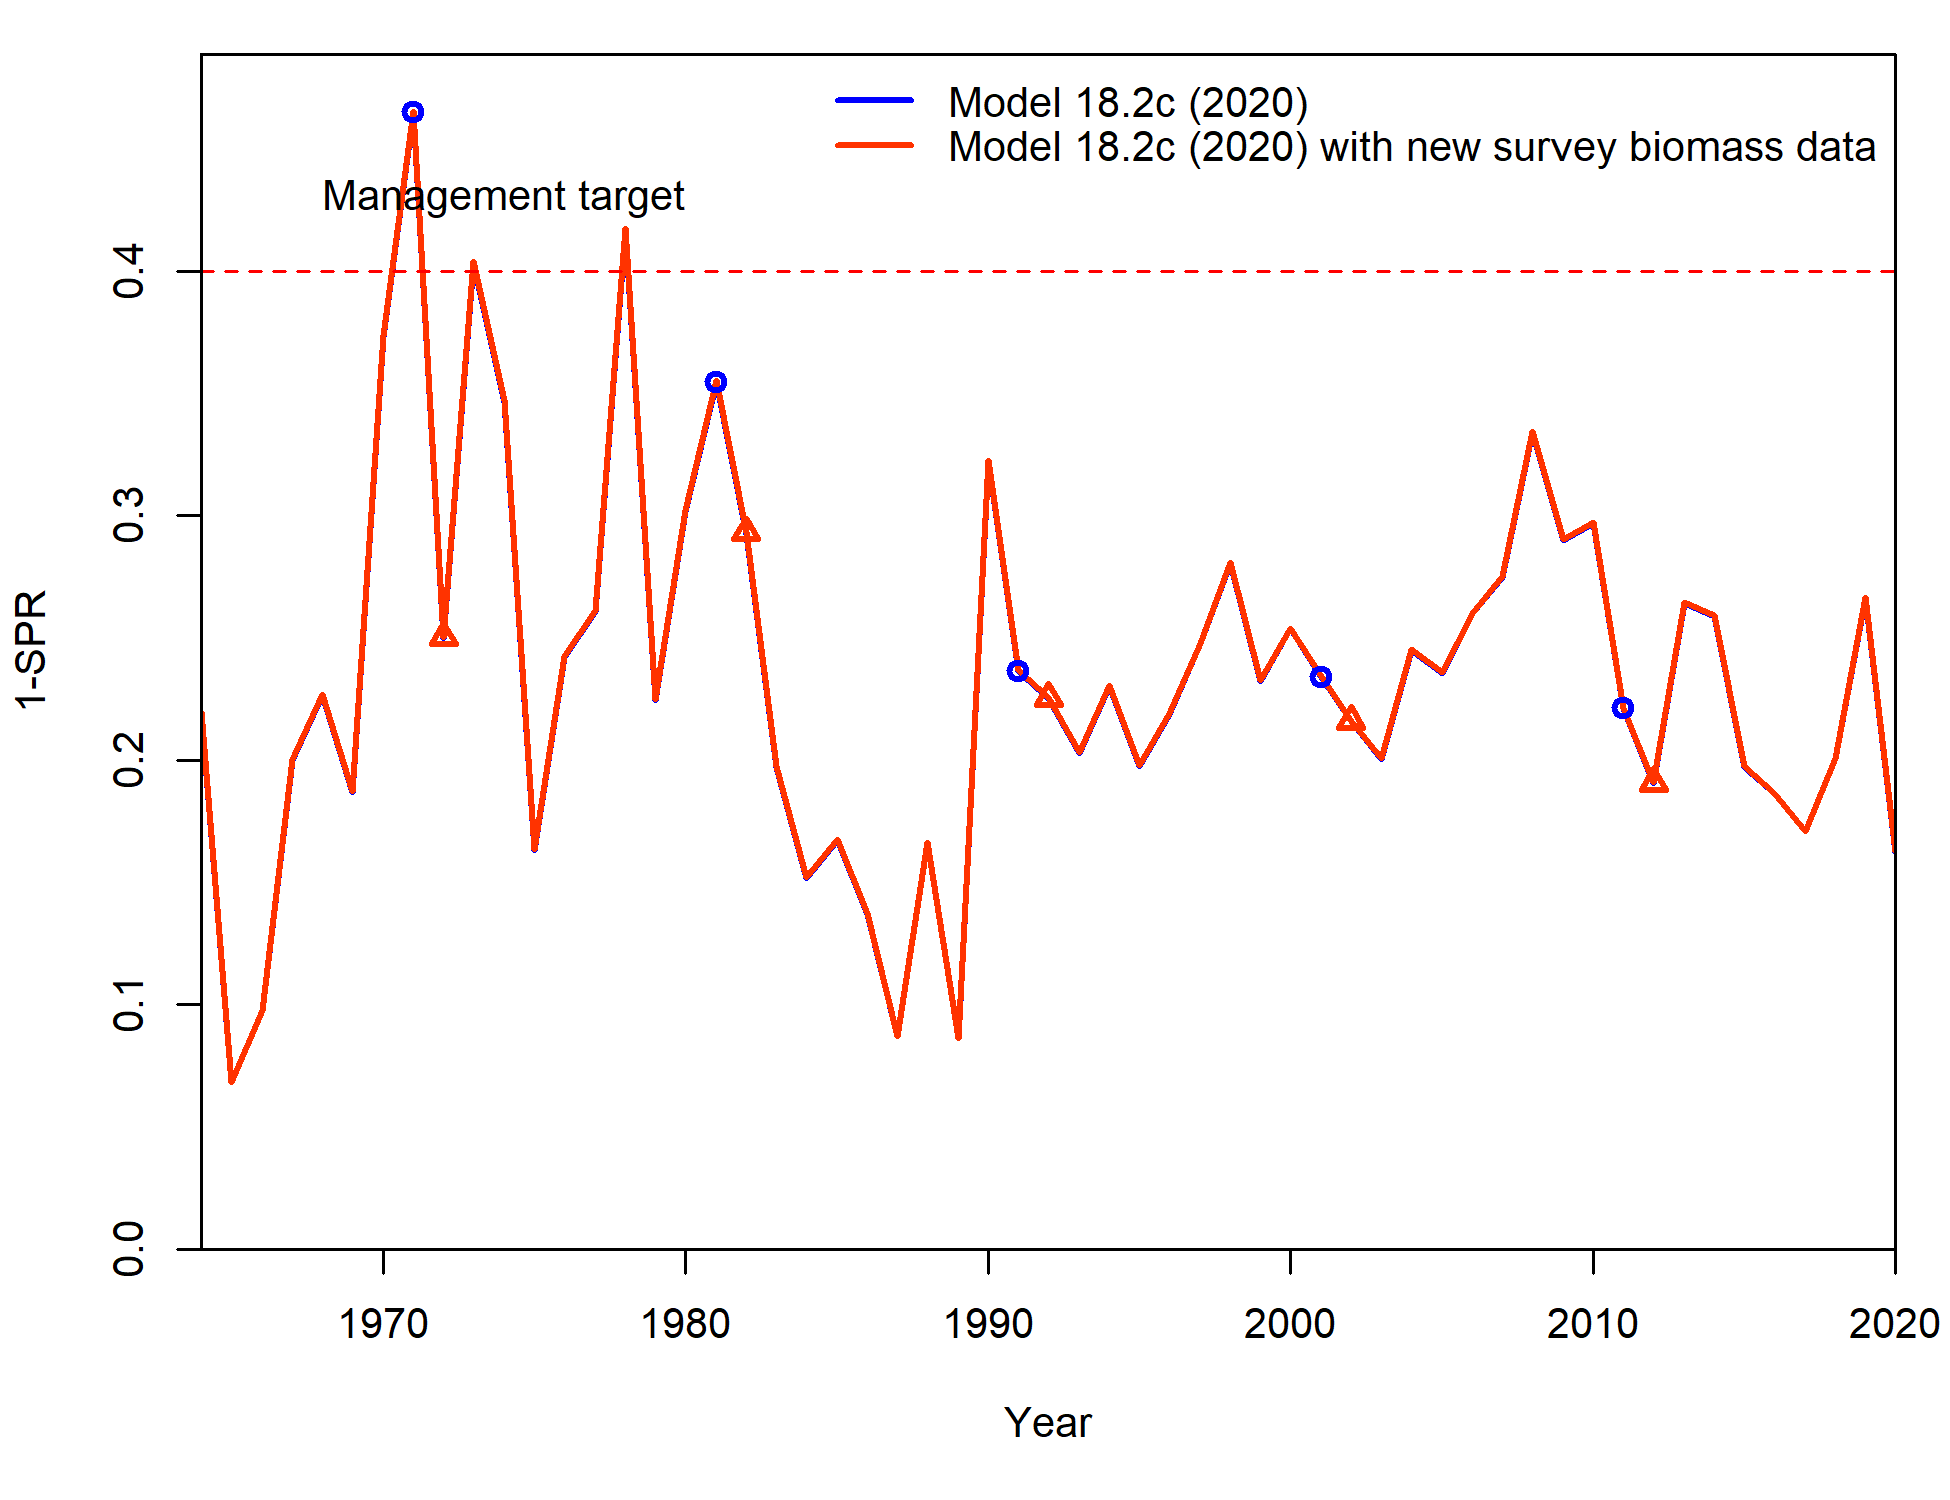 Model 18.2c (2020)
Model 18.2c (2020) with new survey biomass data
Management target
1-SPR
0.4
0.3
0.2
0.1
0.0
1970
1980
1990
2000
2010
2020
Year